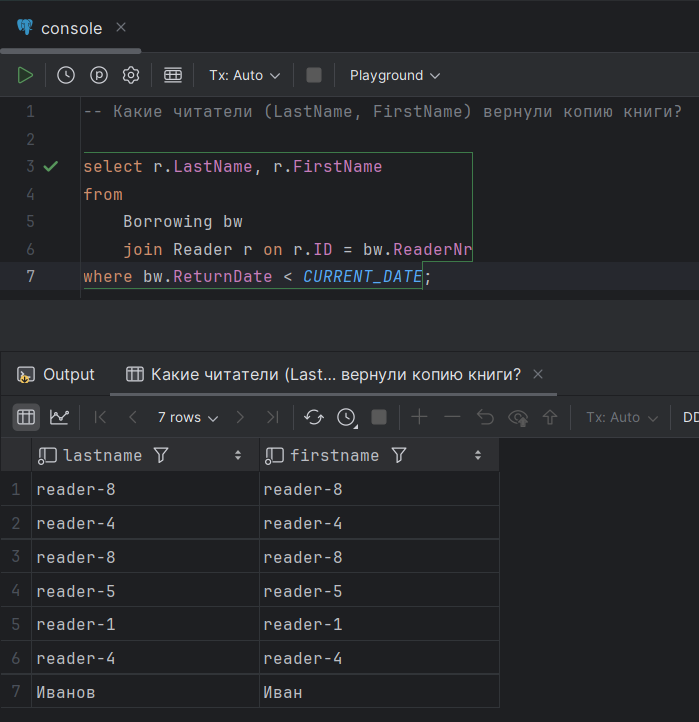 console
Tx: Auto
Playground
1 -- Какие читатели (LastName, FirstName) вернули копию книги?
2
3 select r.LastName, r.FirstName
4 from
5 Borrowing bw
6 join Reader r on r.ID = bw.ReaderNr
7 where bw.ReturnDate < CURRENT_DATE;
Output Какие читатели (Last... вернули копию книги?
7 rows Tx: Auto DD
lastname firstname
1 reader-8 reader-8
2 reader-4 reader-4
3 reader-8 reader-8
4 reader-5 reader-5
5 reader-1 reader-1
6 reader-4 reader-4
7 Иванов Иван